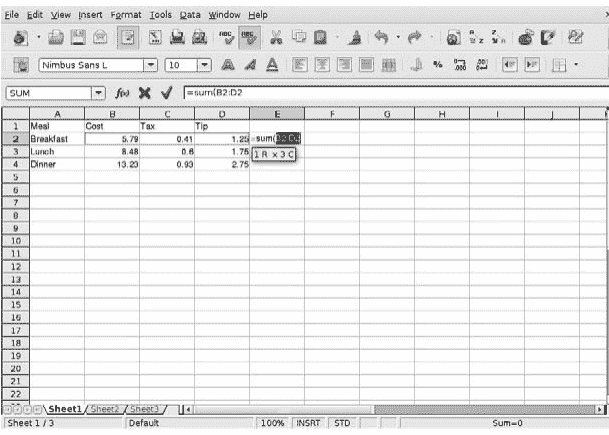 File Edit View Insert Format Tools Data Window Help
Nimbus Sans L 10
SUM =sum(B2:D2
A B C D E F G H I J
1 Meal Cost Tax Tip
2 Breakfast 5.79 0.41 1.25 =sum(B2:D2
3 Lunch 8.48 0.6 1.75 1 R × 3 C
4 Dinner 13.23 0.93 2.75
5
6
7
8
9
10
11
12
13
14
15
16
17
18
19
20
21
22
Sheet1 Sheet2 Sheet3
Sheet 1 / 3 Default 100% INSRT STD Sum=0